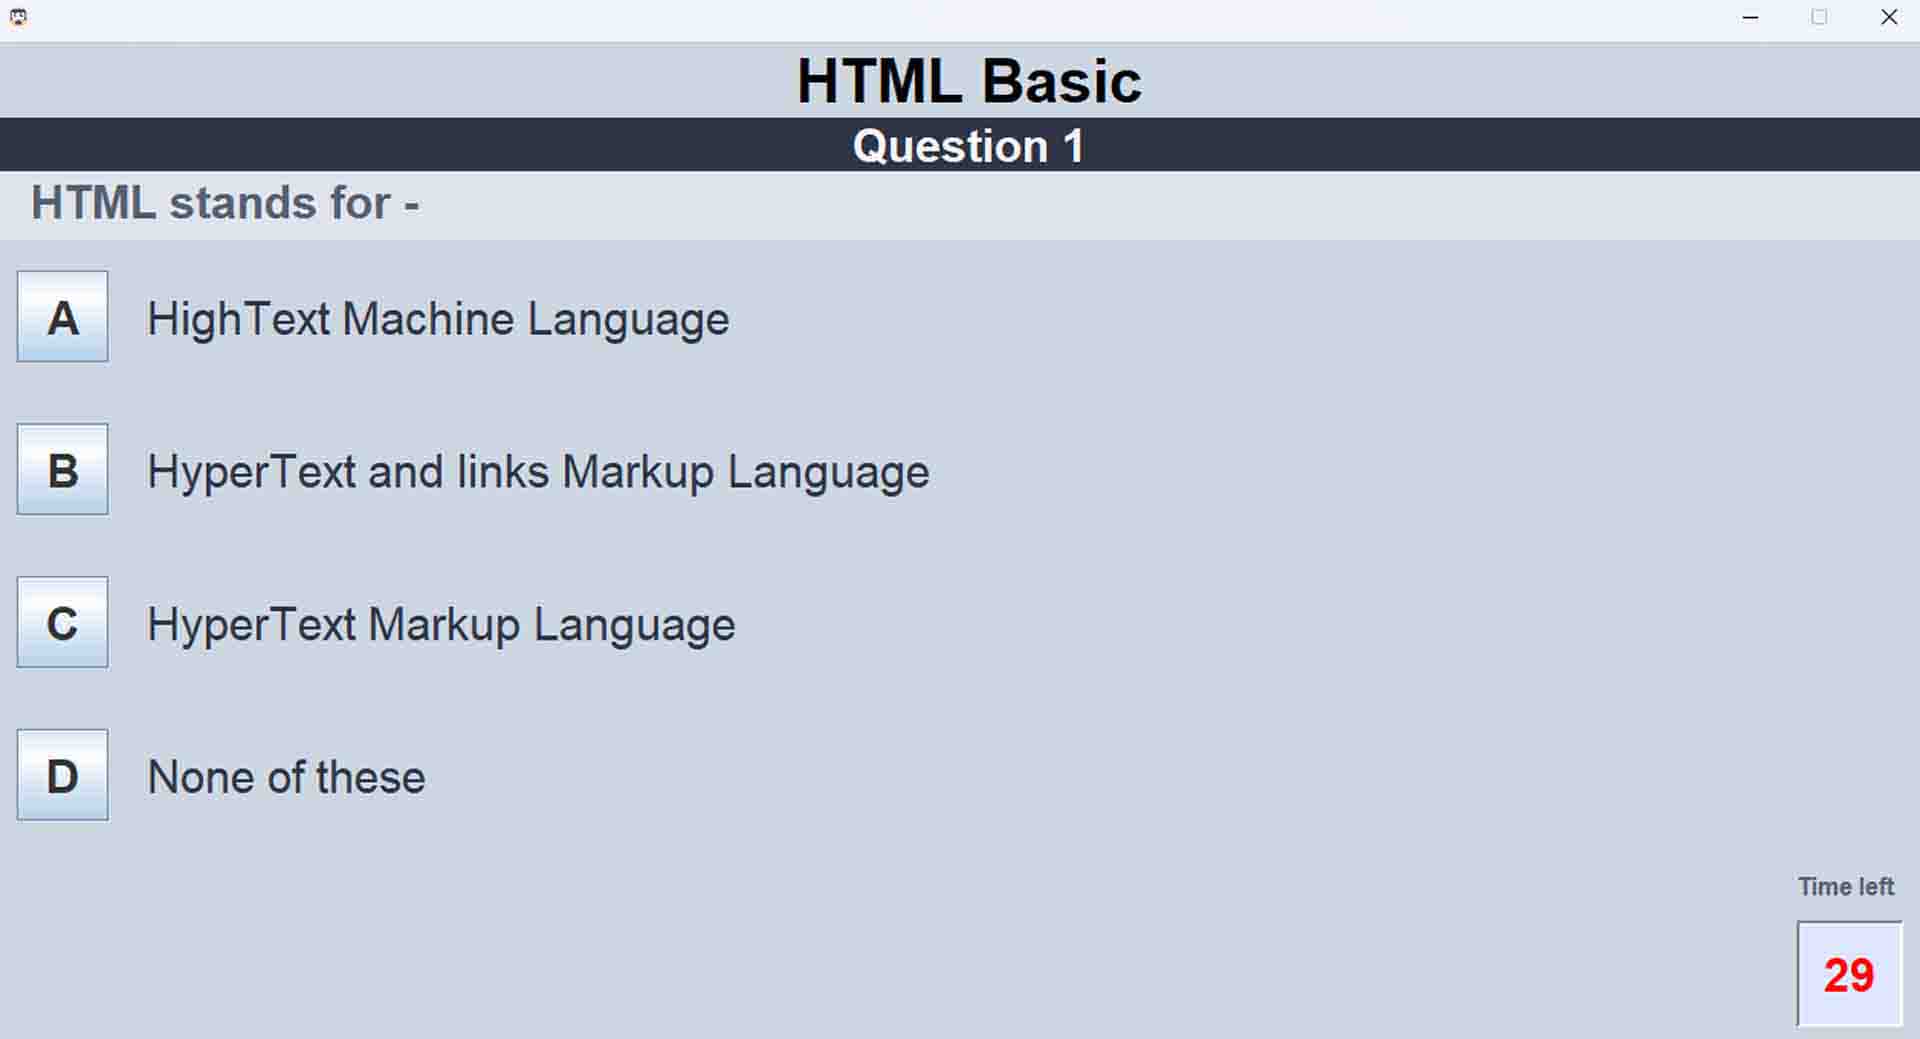 HTML Basic
Question 1
HTML stands for -
A HighText Machine Language
B HyperText and links Markup Language
C HyperText Markup Language
D None of these
Time left
29